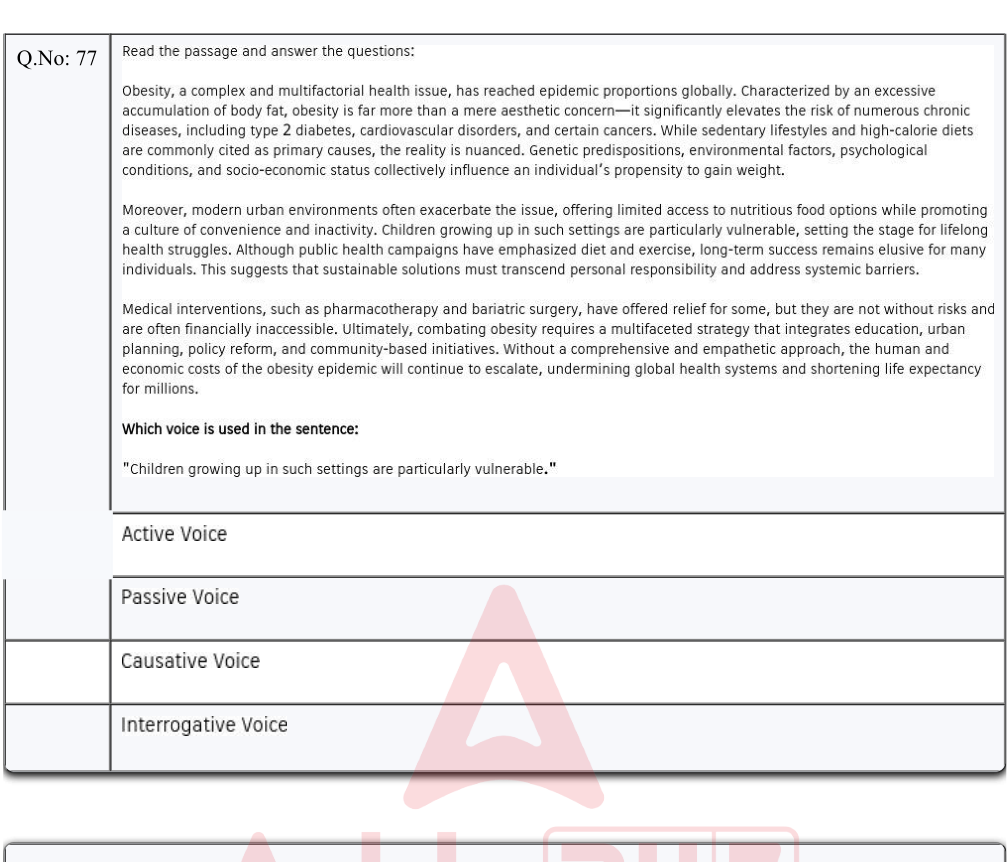 Q.No: 77
Read the passage and answer the questions:
Obesity, a complex and multifactorial health issue, has reached epidemic proportions globally. Characterized by an excessive
accumulation of body fat, obesity is far more than a mere aesthetic concern—it significantly elevates the risk of numerous chronic
diseases, including type 2 diabetes, cardiovascular disorders, and certain cancers. While sedentary lifestyles and high-calorie diets
are commonly cited as primary causes, the reality is nuanced. Genetic predispositions, environmental factors, psychological
conditions, and socio-economic status collectively influence an individual's propensity to gain weight.
Moreover, modern urban environments often exacerbate the issue, offering limited access to nutritious food options while promoting
a culture of convenience and inactivity. Children growing up in such settings are particularly vulnerable, setting the stage for lifelong
health struggles. Although public health campaigns have emphasized diet and exercise, long-term success remains elusive for many
individuals. This suggests that sustainable solutions must transcend personal responsibility and address systemic barriers.
Medical interventions, such as pharmacotherapy and bariatric surgery, have offered relief for some, but they are not without risks and
are often financially inaccessible. Ultimately, combating obesity requires a multifaceted strategy that integrates education, urban
planning, policy reform, and community-based initiatives. Without a comprehensive and empathetic approach, the human and
economic costs of the obesity epidemic will continue to escalate, undermining global health systems and shortening life expectancy
for millions.
Which voice is used in the sentence:
"Children growing up in such settings are particularly vulnerable."
Active Voice
Passive Voice
Causative Voice
Interrogative Voice